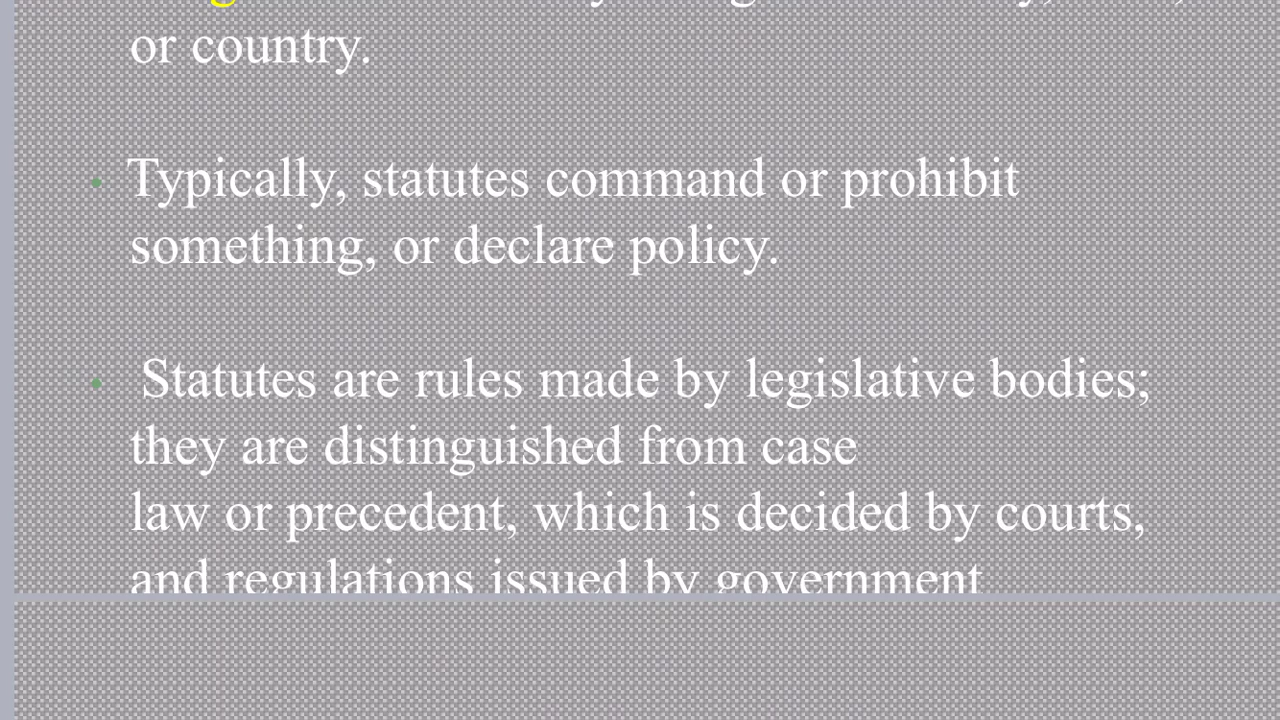 or country.
• Typically, statutes command or prohibit
something, or declare policy.
• Statutes are rules made by legislative bodies;
they are distinguished from case
law or precedent, which is decided by courts,
and regulations issued by government